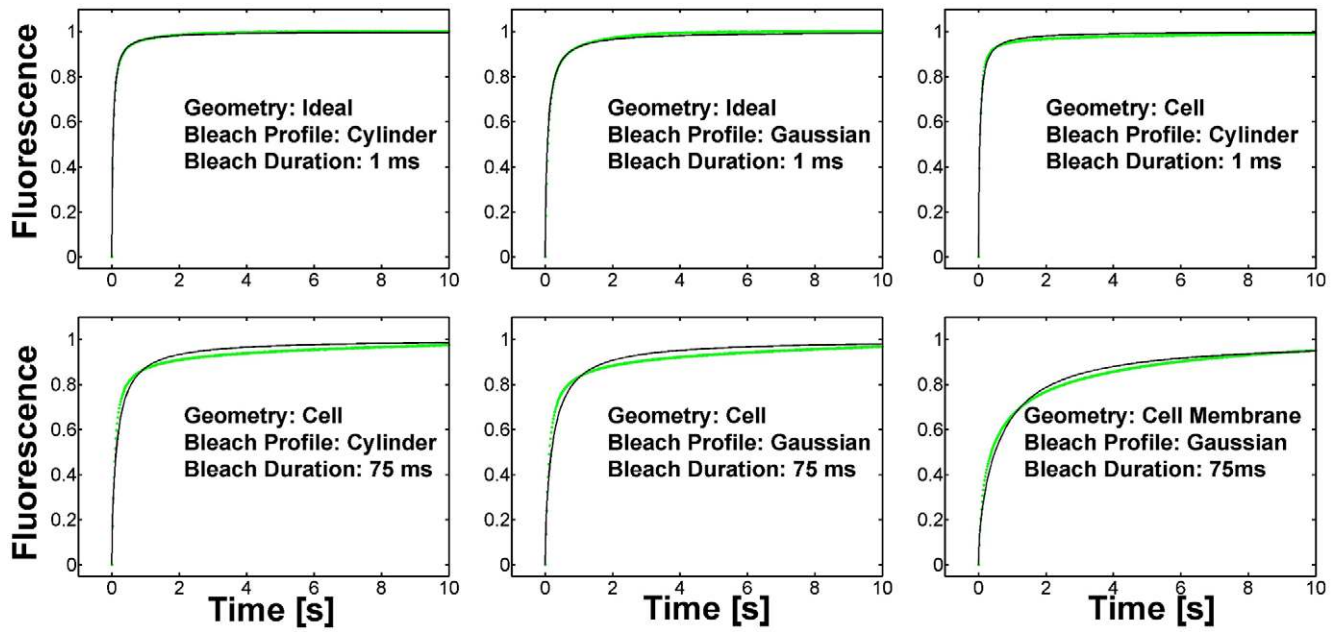 Fluorescence
1
0.8
0.6
0.4
0.2
0
Geometry: Ideal
Bleach Profile: Cylinder
Bleach Duration: 1 ms
0 2 4 6 8 10
1
0.8
0.6
0.4
0.2
0
Geometry: Ideal
Bleach Profile: Gaussian
Bleach Duration: 1 ms
0 2 4 6 8 10
1
0.8
0.6
0.4
0.2
0
Geometry: Cell
Bleach Profile: Cylinder
Bleach Duration: 1 ms
0 2 4 6 8 10
Fluorescence
1
0.8
0.6
0.4
0.2
0
Geometry: Cell
Bleach Profile: Cylinder
Bleach Duration: 75 ms
0 2 4 6 8 10
Time [s]
1
0.8
0.6
0.4
0.2
0
Geometry: Cell
Bleach Profile: Gaussian
Bleach Duration: 75 ms
0 2 4 6 8 10
Time [s]
1
0.8
0.6
0.4
0.2
0
Geometry: Cell Membrane
Bleach Profile: Gaussian
Bleach Duration: 75ms
0 2 4 6 8 10
Time [s]